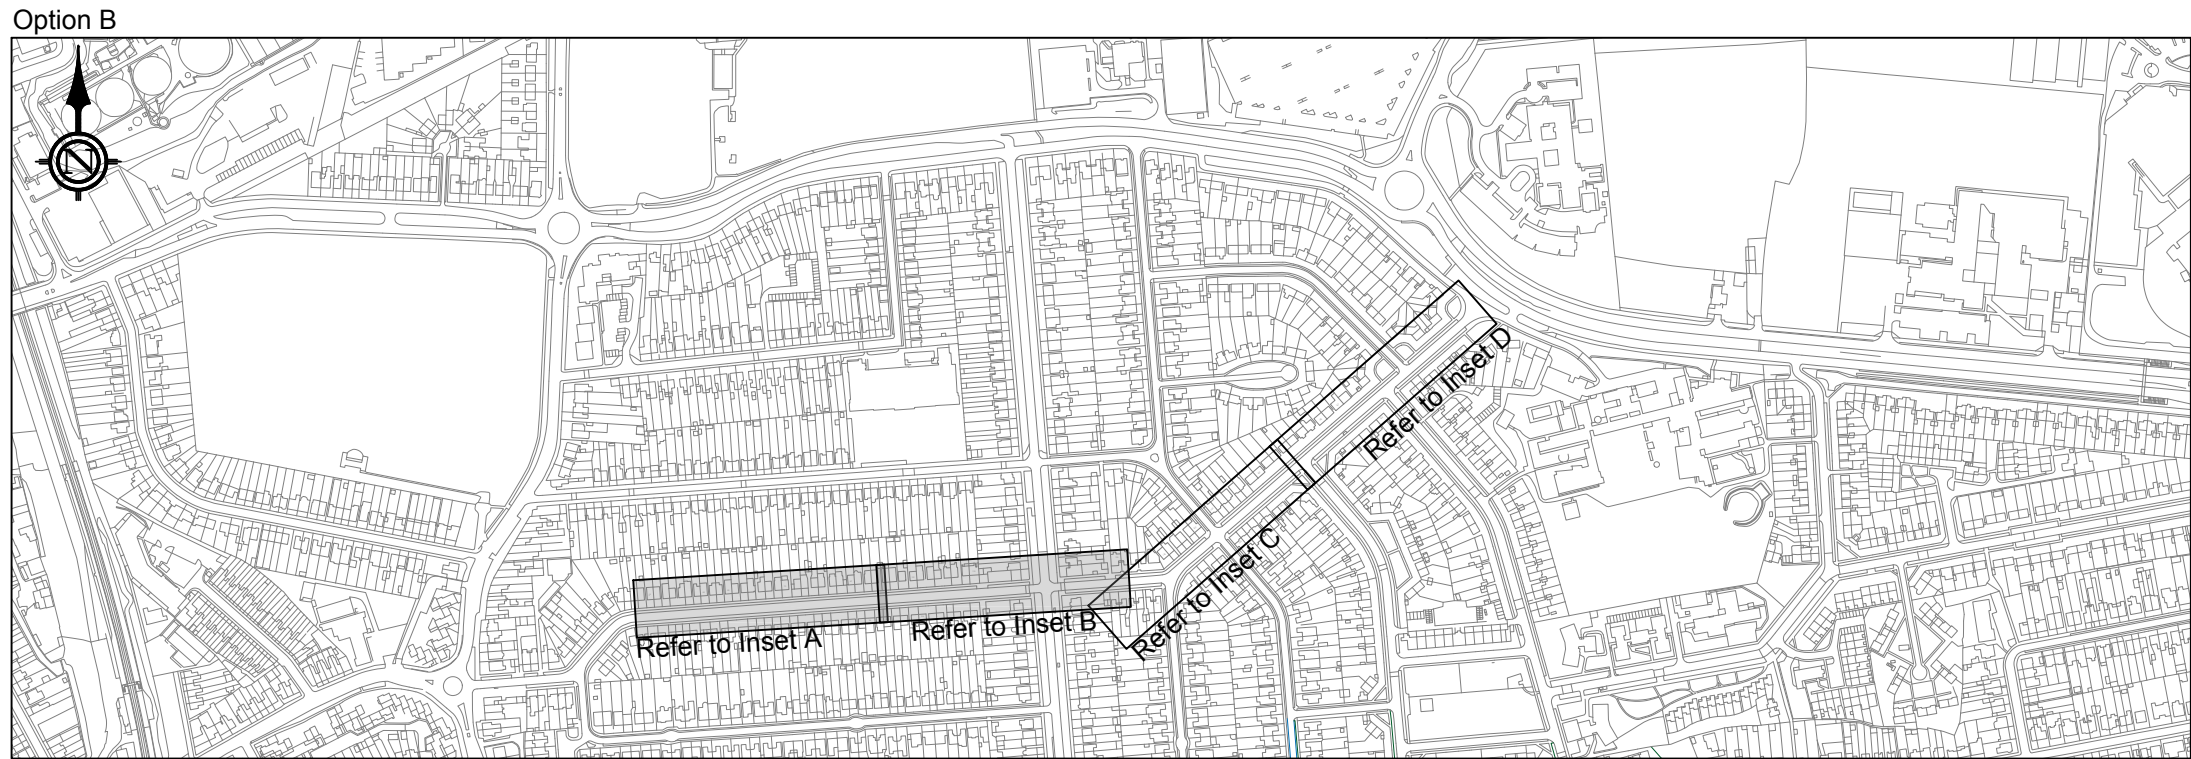 Option B
N
Refer to Inset D
Refer to Inset C
Refer to Inset B
Refer to Inset A